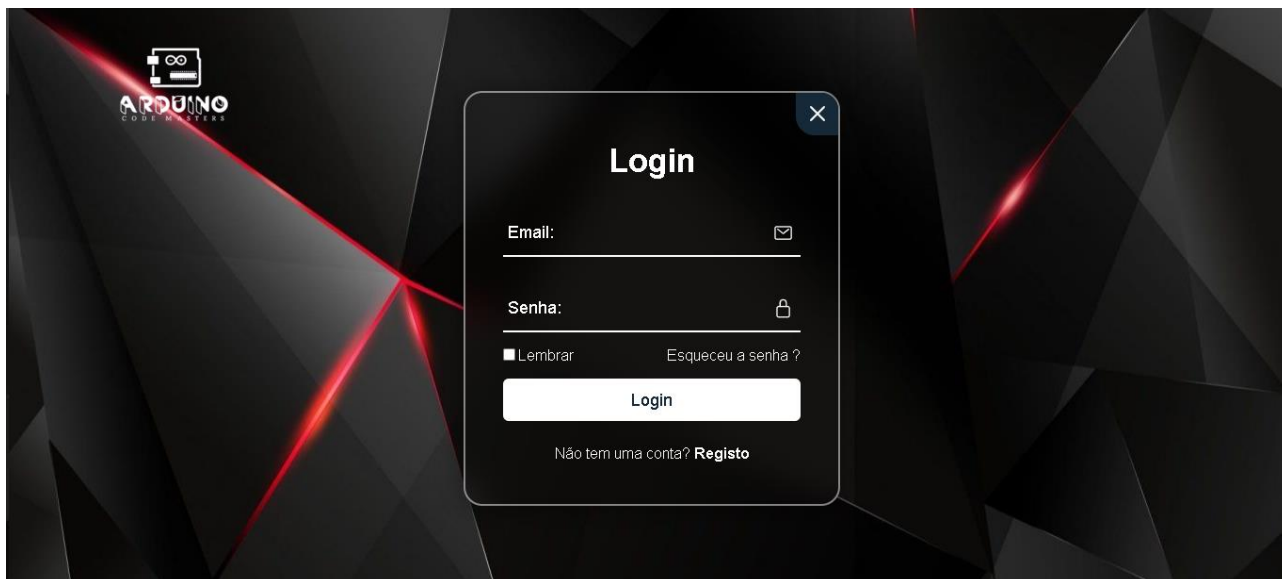 ARDUINO
CODE MASTERS
Login
Email:
Senha:
Lembrar Esqueceu a senha ?
Login
Não tem uma conta? Registo